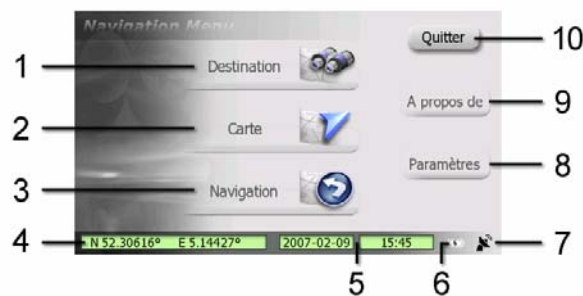 Navigation Menu
Quitter
10
1
Destination
A propos de
9
2
Carte
Paramètres
8
3
Navigation
4
N 52.30616° E 5.14427°
2007-02-09
15:45
7
5
6